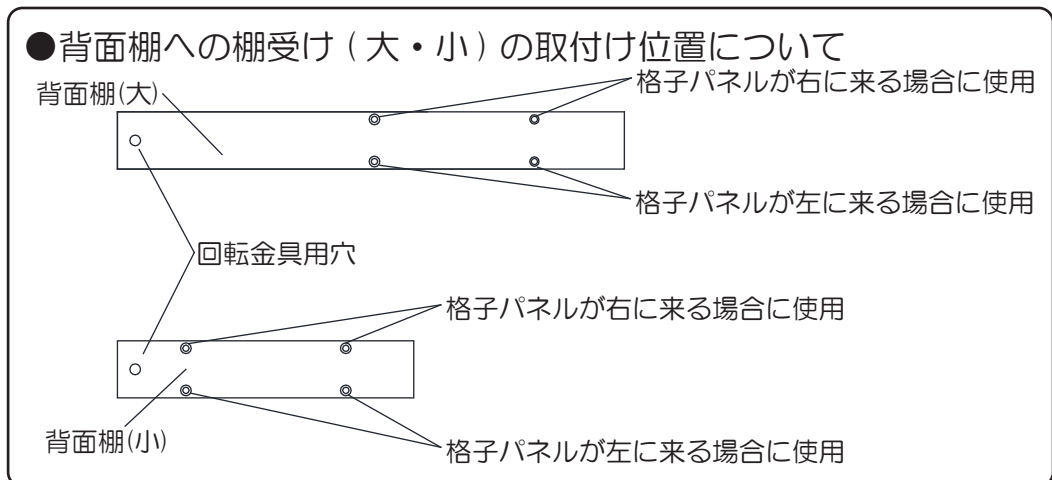 ●背面棚への棚受け(大・小)の取付け位置について
背面棚(大)
格子パネルが右に来る場合に使用
格子パネルが左に来る場合に使用
回転金具用穴
格子パネルが右に来る場合に使用
背面棚(小)
格子パネルが左に来る場合に使用